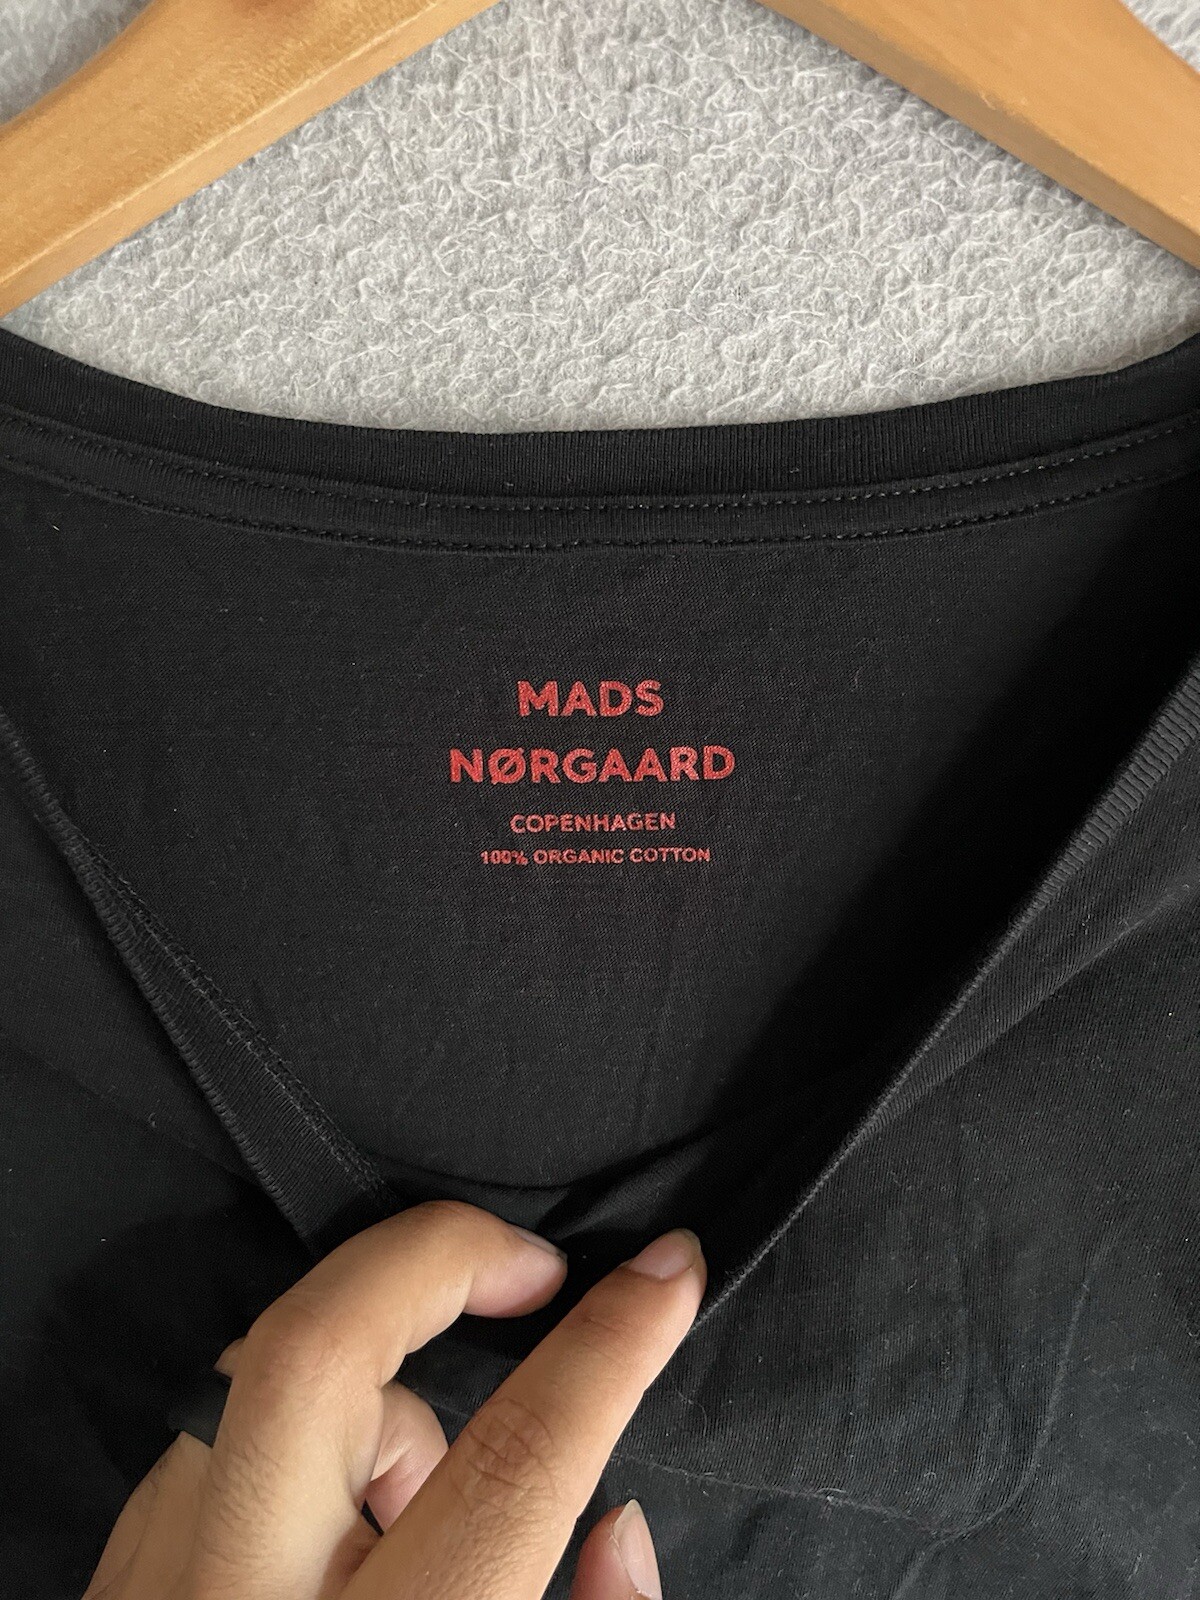 MADS
NØRGAARD
COPENHAGEN
100% ORGANIC COTTON